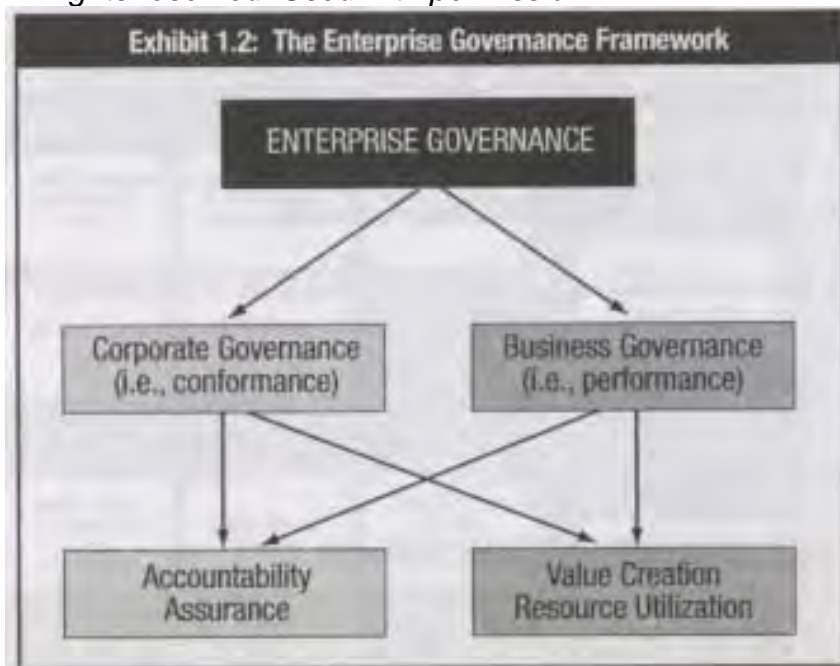 Exhibit 1.2: The Enterprise Governance Framework
ENTERPRISE GOVERNANCE
Corporate Governance
(i.e., conformance)
Business Governance
(i.e., performance)
Accountability
Assurance
Value Creation
Resource Utilization